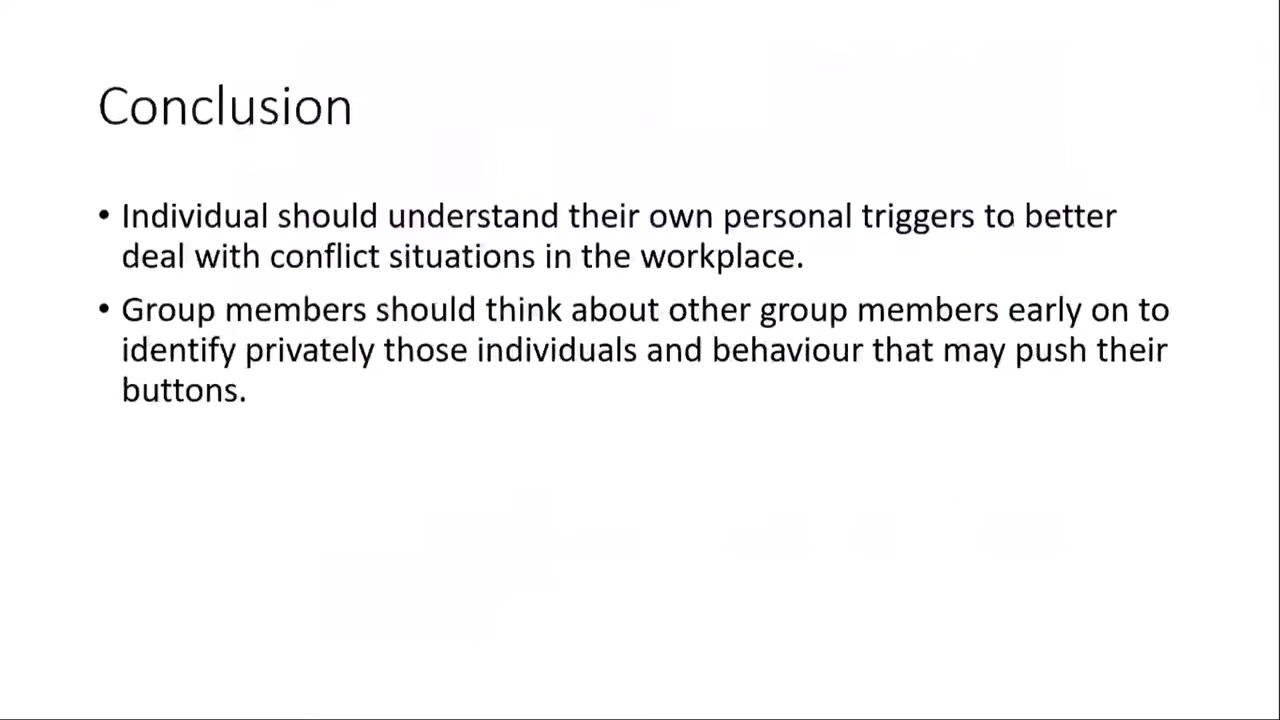 Conclusion
• Individual should understand their own personal triggers to better
deal with conflict situations in the workplace.
• Group members should think about other group members early on to
identify privately those individuals and behaviour that may push their
buttons.